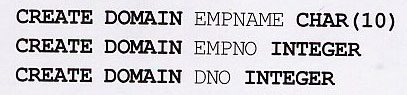 CREATE DOMAIN EMPNAME CHAR(10)
CREATE DOMAIN EMPNO INTEGER
CREATE DOMAIN DNO INTEGER